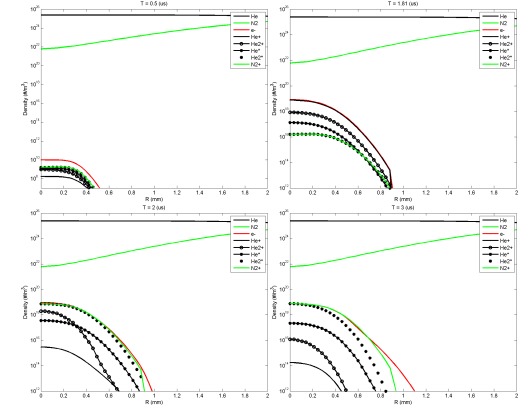 T = 0.5 (us)
Density (#/m³)
He
N2
e-
He+
He2+
He*
He2*
N2+
0 0.2 0.4 0.6 0.8 1 1.2 1.4 1.6 1.8 2
R (mm)
T = 1.81 (us)
Density (#/m³)
He
N2
e-
He+
He2+
He*
He2*
N2+
0 0.2 0.4 0.6 0.8 1 1.2 1.4 1.6 1.8 2
R (mm)
T = 2 (us)
Density (#/m³)
He
N2
e-
He+
He2+
He*
He2*
N2+
0 0.2 0.4 0.6 0.8 1 1.2 1.4 1.6 1.8 2
R (mm)
T = 3 (us)
Density (#/m³)
He
N2
e-
He+
He2+
He*
He2*
N2+
0 0.2 0.4 0.6 0.8 1 1.2 1.4 1.6 1.8 2
R (mm)